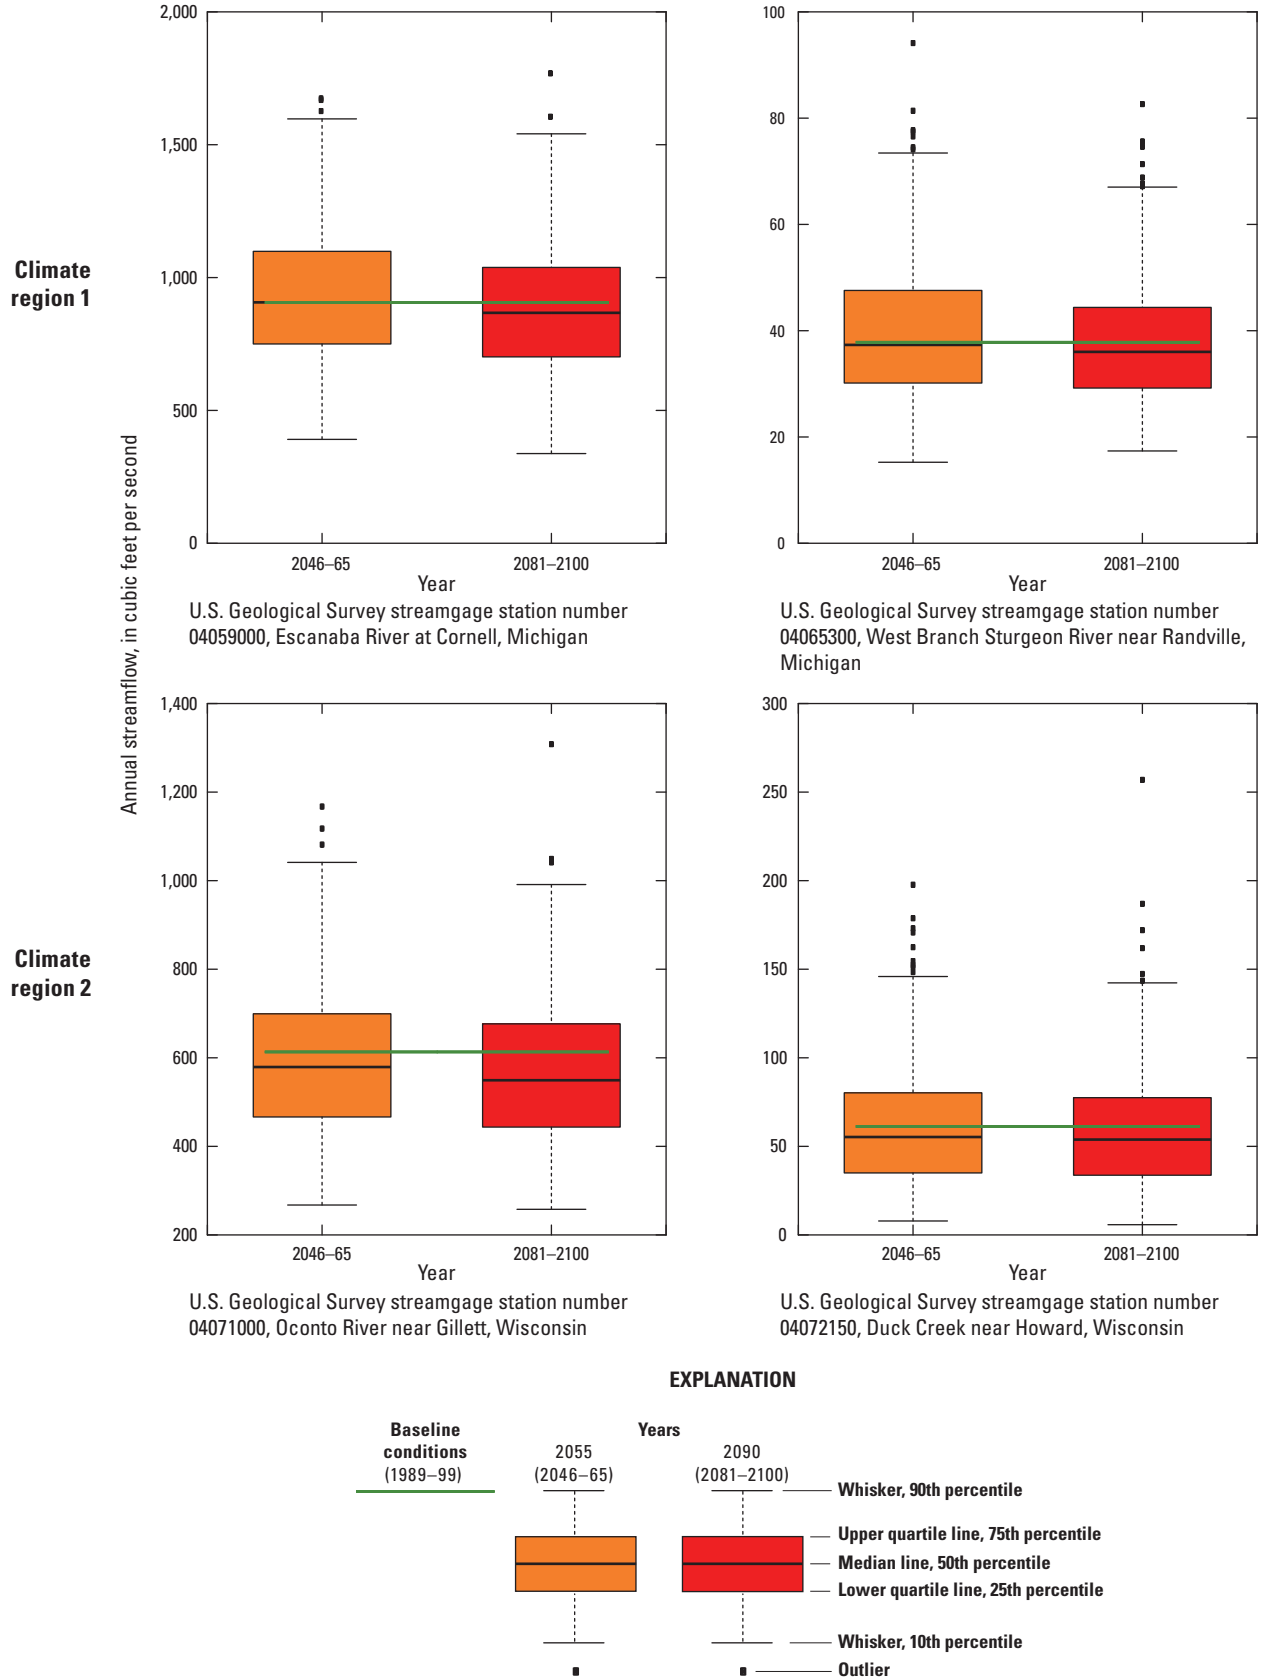 Climate
region 1
Annual streamflow, in cubic feet per second
2,000
1,500
1,000
500
0
2046–65
2081–2100
Year
U.S. Geological Survey streamgage station number
04059000, Escanaba River at Cornell, Michigan
100
80
60
40
20
0
2046–65
2081–2100
Year
U.S. Geological Survey streamgage station number
04065300, West Branch Sturgeon River near Randville,
Michigan
Climate
region 2
1,400
1,200
1,000
800
600
400
200
2046–65
2081–2100
Year
U.S. Geological Survey streamgage station number
04071000, Oconto River near Gillett, Wisconsin
300
250
200
150
100
50
0
2046–65
2081–2100
Year
U.S. Geological Survey streamgage station number
04072150, Duck Creek near Howard, Wisconsin
EXPLANATION
Baseline
conditions
(1989–99)
Years
2055
(2046–65)
2090
(2081–2100)
Whisker, 90th percentile
Upper quartile line, 75th percentile
Median line, 50th percentile
Lower quartile line, 25th percentile
Whisker, 10th percentile
Outlier